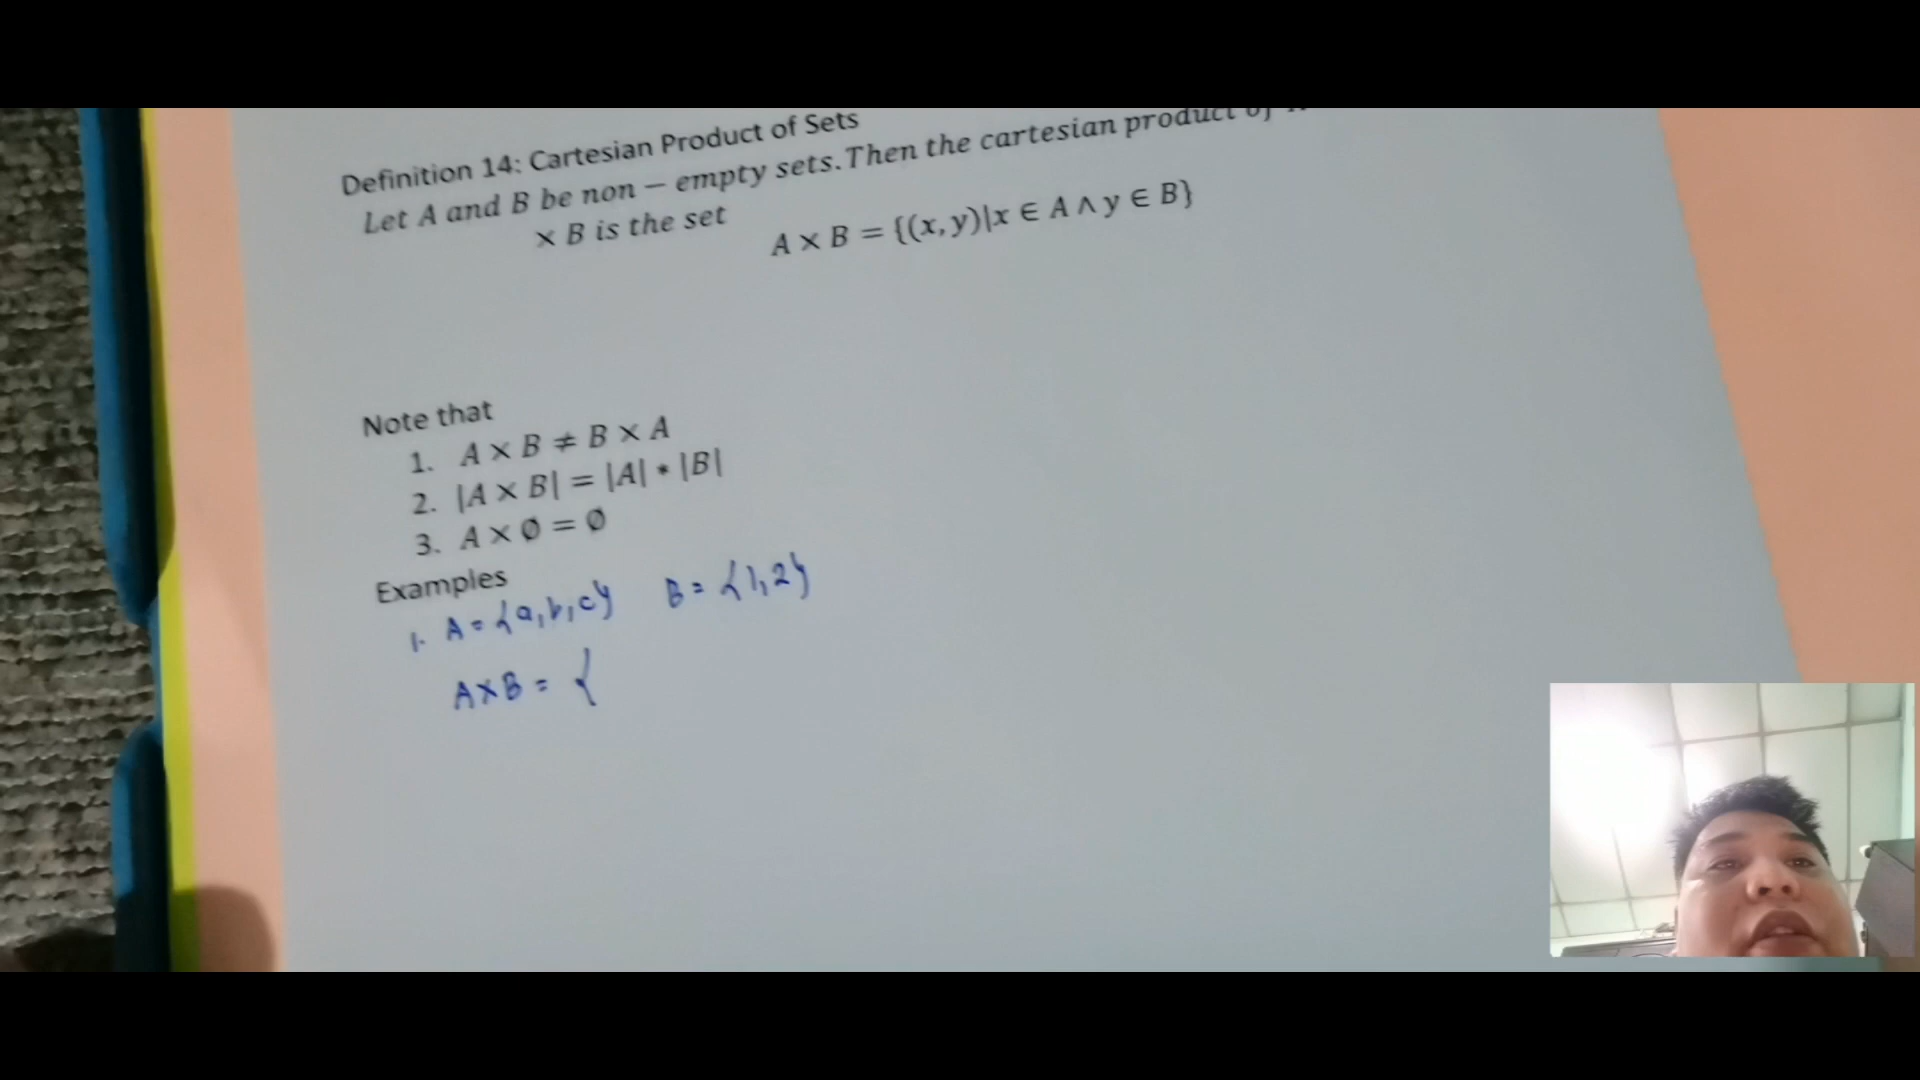 Definition 14: Cartesian Product of Sets
Let A and B be non − empty sets.Then the cartesian product of
× B is the set
A × B = {(x, y)|x ∈ A ∧ y ∈ B}
Note that
1. A × B ≠ B × A
2. |A × B| = |A| * |B|
3. A × ∅ = ∅
Examples
1. A = {a, b, c} B = {1, 2}
A×B = {